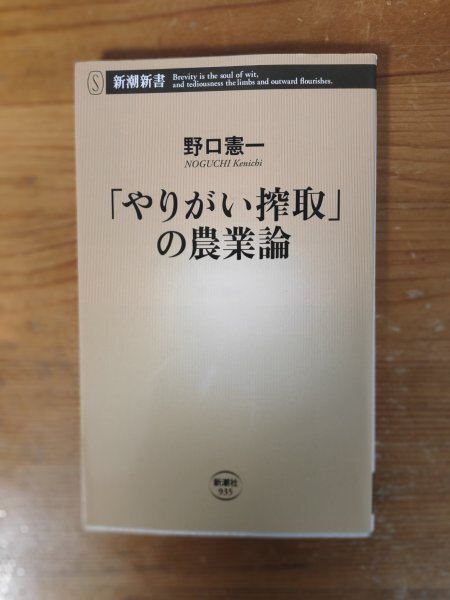 S
新潮新書
Brevity is the soul of wit,
and tediousness the limbs and outward flourishes.
野口憲一
NOGUCHI Kenichi
「やりがい搾取」
の農業論
新潮社
935